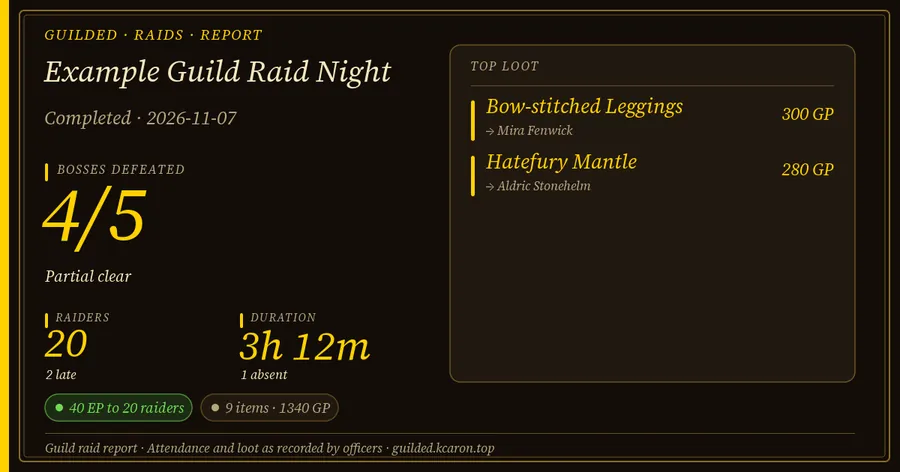 GUILDED · RAIDS · REPORT
Example Guild Raid Night
Completed · 2026-11-07
BOSSES DEFEATED
4/5
Partial clear
RAIDERS
20
2 late
DURATION
3h 12m
1 absent
40 EP to 20 raiders
9 items · 1340 GP
TOP LOOT
Bow-stitched Leggings
→ Mira Fenwick
300 GP
Hatefury Mantle
→ Aldric Stonehelm
280 GP
Guild raid report · Attendance and loot as recorded by officers · guilded.kcaron.top